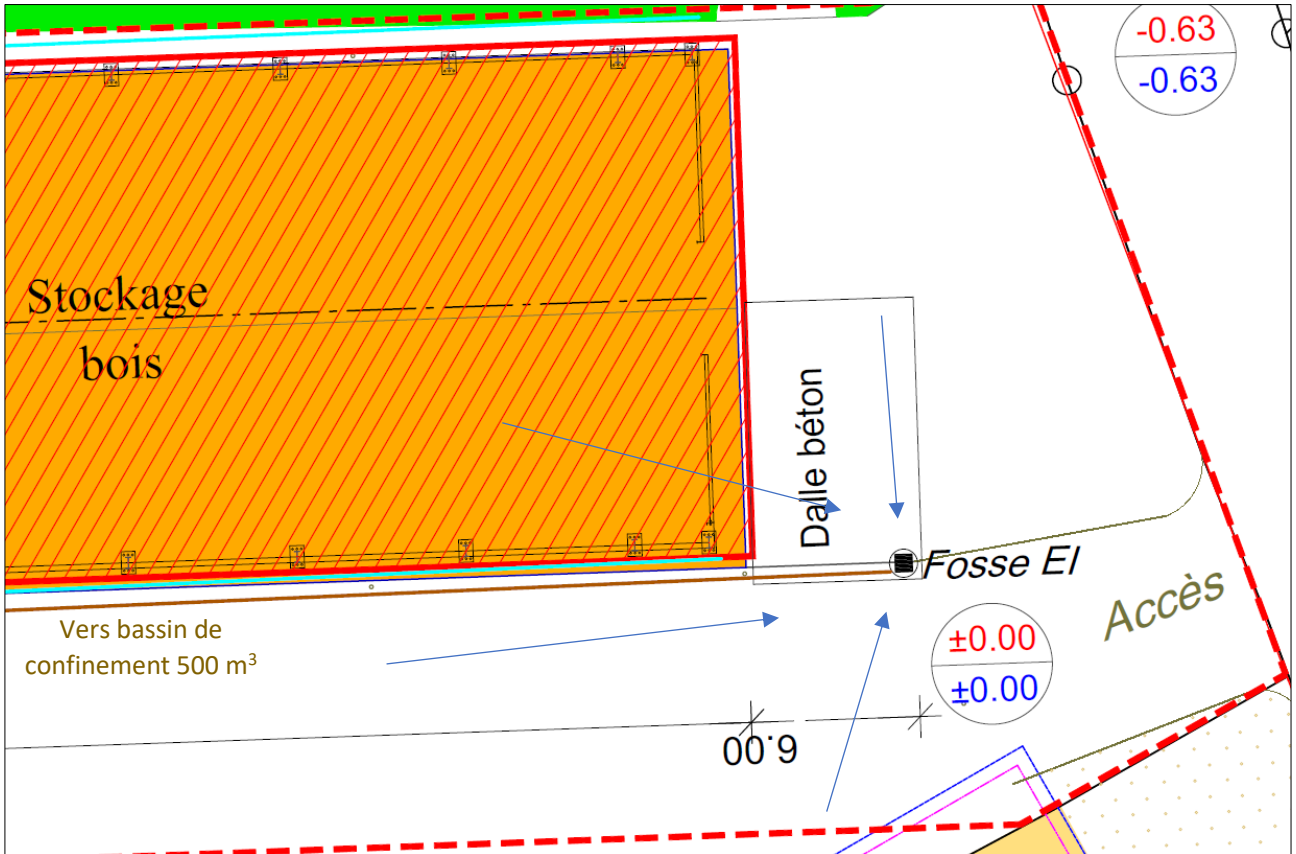 -0.63
-0.63
Stockage
bois
Dalle béton
Fosse EI
Accès
Vers bassin de
confinement 500 m³
±0.00
±0.00
6.00